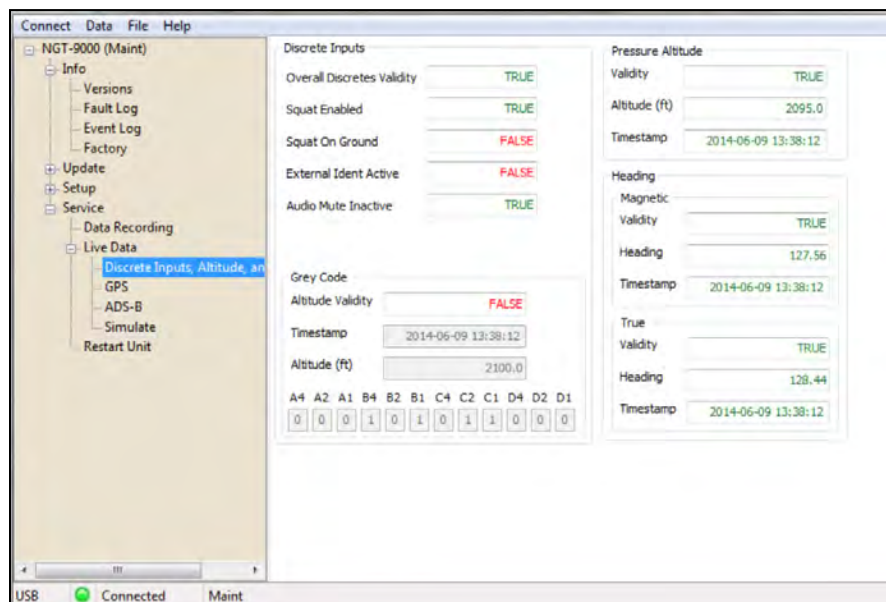 Connect Data File Help
NGT-9000 (Maint)
Info
Versions
Fault Log
Event Log
Factory
Update
Setup
Service
Data Recording
Live Data
Discrete Inputs, Altitude, an
GPS
ADS-B
Simulate
Restart Unit
Discrete Inputs
Overall Discretes Validity TRUE
Squat Enabled TRUE
Squat On Ground FALSE
External Ident Active FALSE
Audio Mute Inactive TRUE
Grey Code
Altitude Validity FALSE
Timestamp 2014-06-09 13:38:12
Altitude (ft) 2100.0
A4 A2 A1 B4 B2 B1 C4 C2 C1 D4 D2 D1
0 0 0 1 0 1 0 1 1 0 0 0
Pressure Altitude
Validity TRUE
Altitude (ft) 2095.0
Timestamp 2014-06-09 13:38:12
Heading
Magnetic
Validity TRUE
Heading 127.56
Timestamp 2014-06-09 13:38:12
True
Validity TRUE
Heading 128.44
Timestamp 2014-06-09 13:38:12
USB Connected Maint